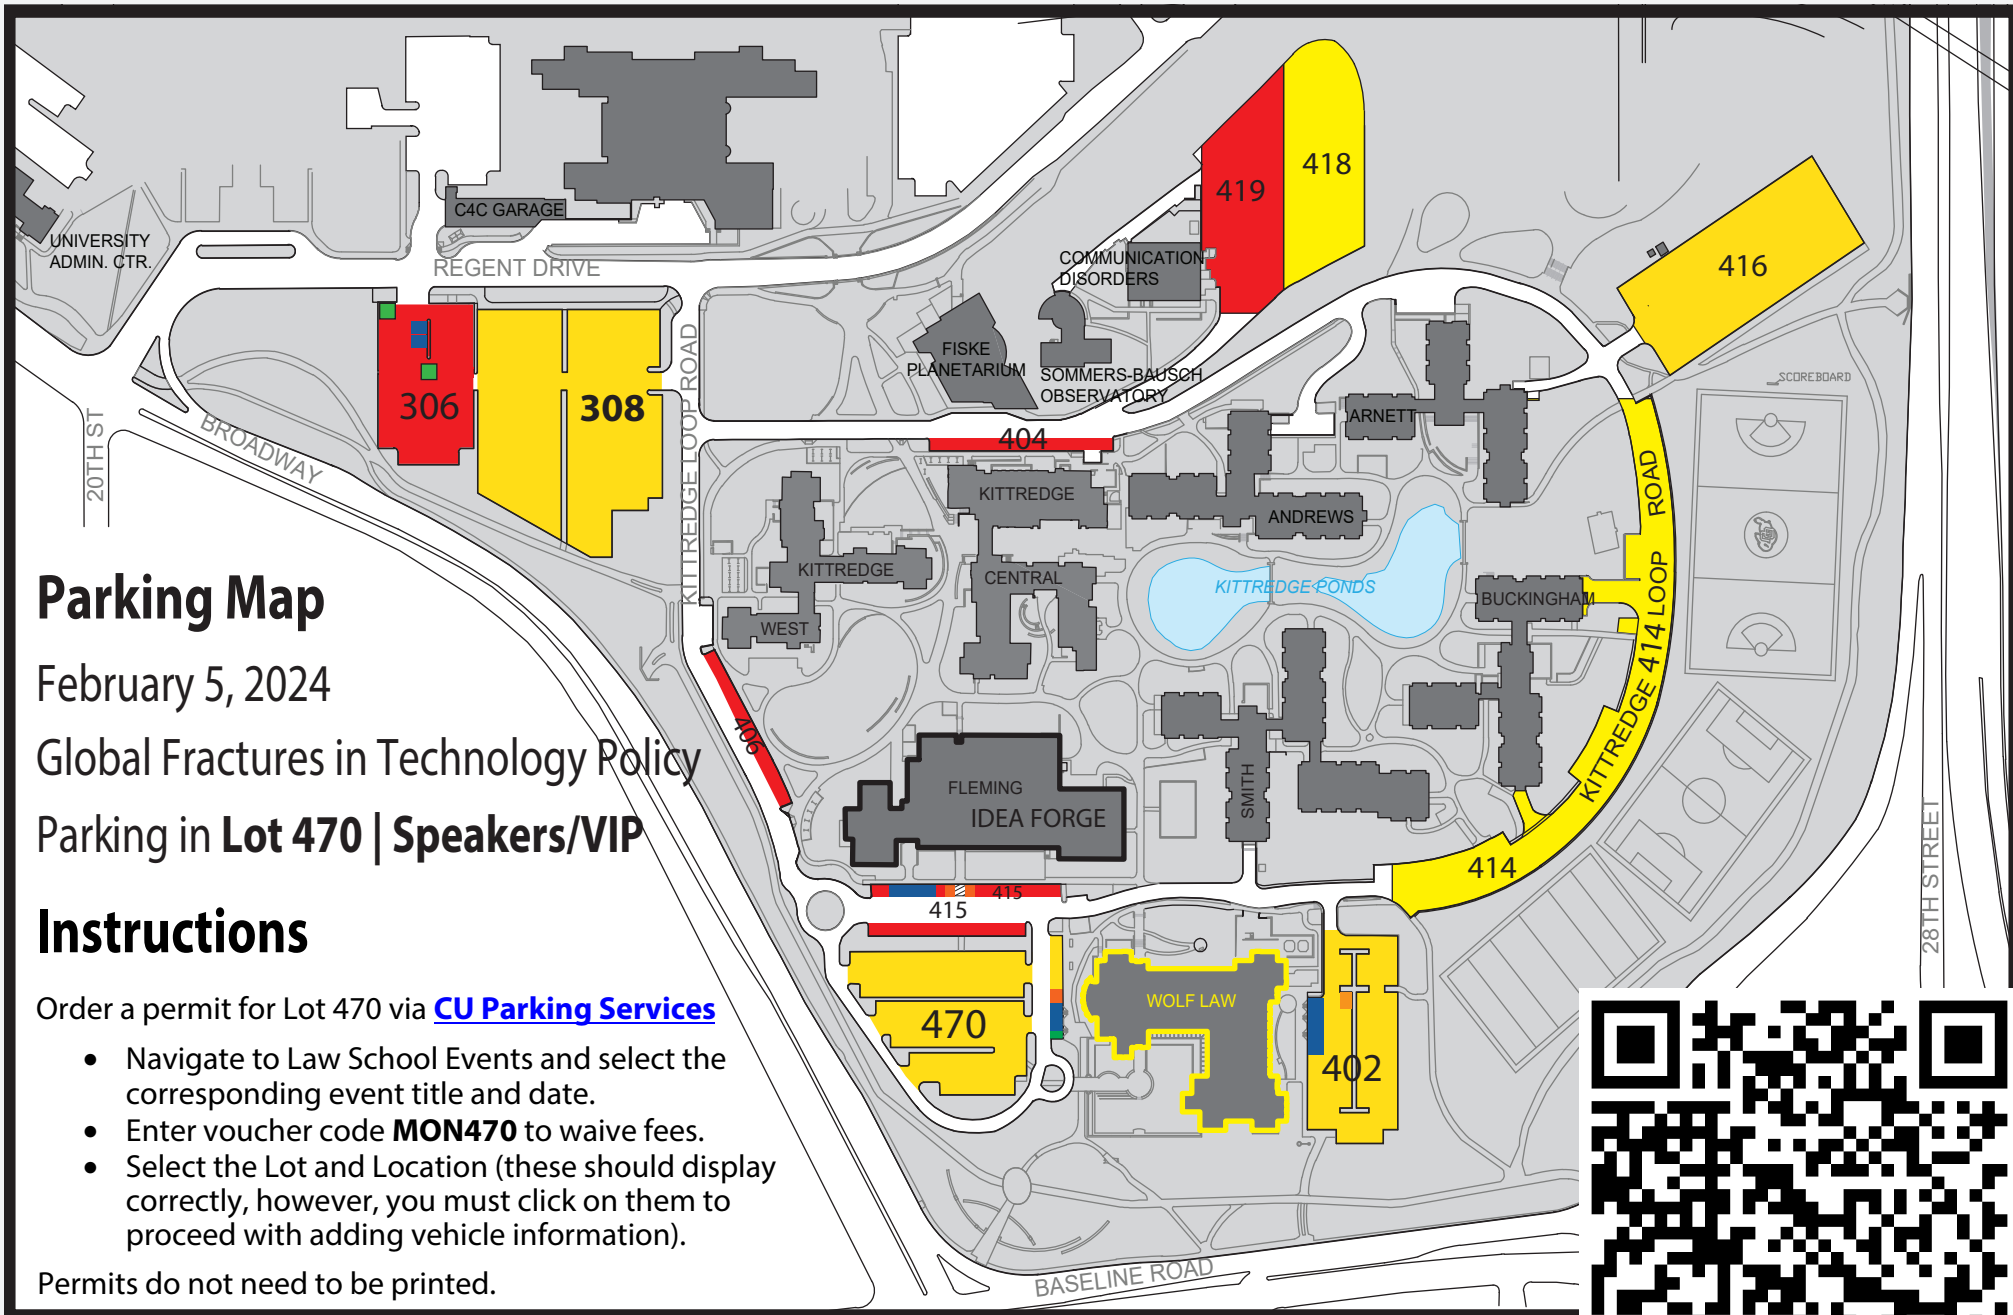 418
419
C4C GARAGE
UNIVERSITY
ADMIN. CTR.
COMMUNICATION
DISORDERS
REGENT DRIVE
416
FISKE
PLANETARIUM
SOMMERS-BAUSCH
OBSERVATORY
SCOREBOARD
306
308
KITTREDGE LOOP ROAD
20TH ST
BROADWAY
404
ARNETT
KITTREDGE
ANDREWS
ROAD
KITTREDGE
CENTRAL
KITTREDGE PONDS
BUCKINGHAM
WEST
KITTREDGE 414 LOOP
406
FLEMING
IDEA FORGE
SMITH
414
28TH STREET
415
415
WOLF LAW
470
402
BASELINE ROAD
Parking Map
February 5, 2024
Global Fractures in Technology Policy
Parking in Lot 470 | Speakers/VIP
Instructions
Order a permit for Lot 470 via CU Parking Services
• Navigate to Law School Events and select the
corresponding event title and date.
• Enter voucher code MON470 to waive fees.
• Select the Lot and Location (these should display
correctly, however, you must click on them to
proceed with adding vehicle information).
Permits do not need to be printed.